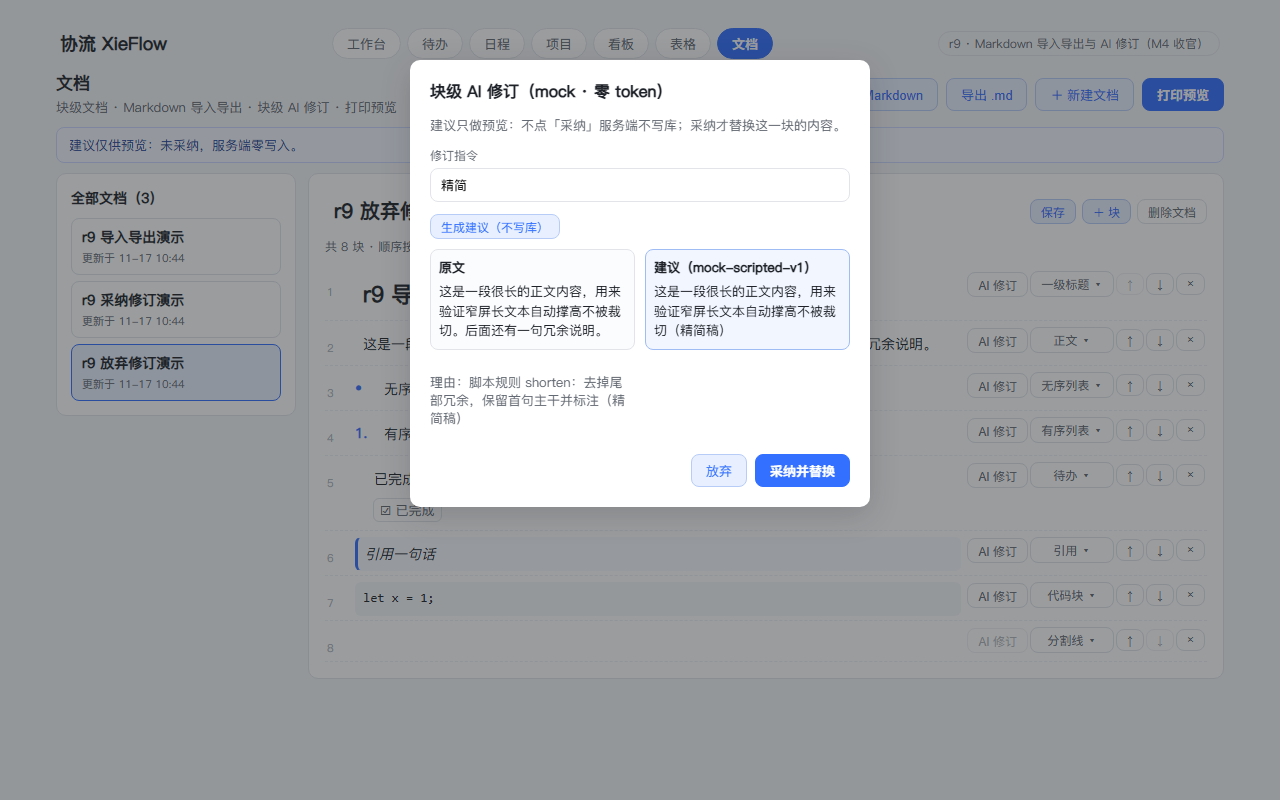 协流 XieFlow
工作台
待办
日程
项目
看板
表格
文档
r9 · Markdown 导入导出与 AI 修订（M4 收官）
文档
块级文档 · Markdown 导入导出 · 块级 AI 修订 · 打印预览
Markdown
导出 .md
＋ 新建文档
打印预览
建议仅供预览：未采纳，服务端零写入。
全部文档（3）
r9 导入导出演示
更新于 11-17 10:44
r9 采纳修订演示
更新于 11-17 10:44
r9 放弃修订演示
更新于 11-17 10:44
r9 放弃修
保存
＋ 块
删除文档
共 8 块 · 顺序按
1
r9 导
AI 修订
一级标题 ▾
↑
↓
×
2
这是一段
冗余说明。
AI 修订
正文 ▾
↑
↓
×
3
•
无序
AI 修订
无序列表 ▾
↑
↓
×
4
1.
有序
AI 修订
有序列表 ▾
↑
↓
×
5
已完成
☑ 已完成
AI 修订
待办 ▾
↑
↓
×
6
引用一句话
AI 修订
引用 ▾
↑
↓
×
7
let x = 1;
AI 修订
代码块 ▾
↑
↓
×
8
AI 修订
分割线 ▾
↑
↓
×
块级 AI 修订（mock · 零 token）
建议只做预览：不点「采纳」服务端不写库；采纳才替换这一块的内容。
修订指令
精简
生成建议（不写库）
原文
这是一段很长的正文内容，用来
验证窄屏长文本自动撑高不被裁
切。后面还有一句冗余说明。
建议（mock-scripted-v1）
这是一段很长的正文内容，用来
验证窄屏长文本自动撑高不被裁
切（精简稿）
理由：脚本规则 shorten：去掉尾
部冗余，保留首句主干并标注（精
简稿）
放弃
采纳并替换